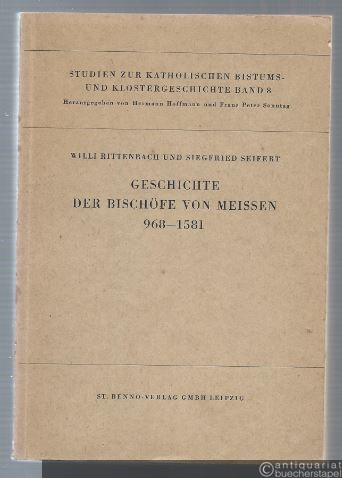 STUDIEN ZUR KATHOLISCHEN BISTUMS-
UND KLOSTERGESCHICHTE BAND 8
Herausgegeben von Hermann Hoffmann und Franz Peter Sonntag
WILLI RITTENBACH UND SIEGFRIED SEIFERT
GESCHICHTE
DER BISCHÖFE VON MEISSEN
968–1581
ST. BENNO-VERLAG GMBH LEIPZIG
antiquariat
buecherstapel